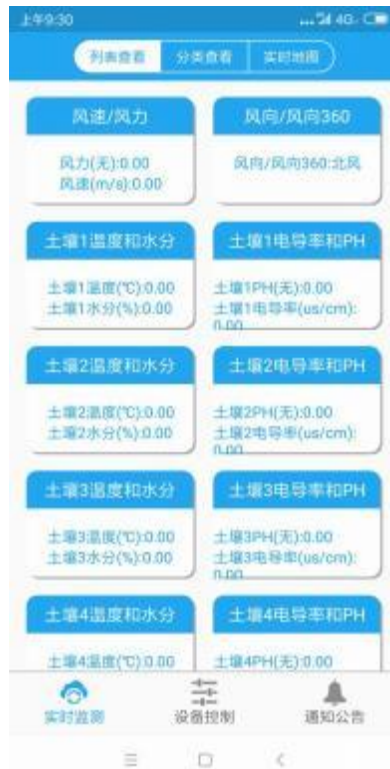 上午9:30
4G
列表查看 分类查看 实时地图
风速/风力
风力(无):0.00
风速(m/s):0.00
风向/风向360
风向/风向360:北风
土壤1温度和水分
土壤1温度(℃):0.00
土壤1水分(%):0.00
土壤1电导率和PH
土壤1PH(无):0.00
土壤1电导率(us/cm):
0.00
土壤2温度和水分
土壤2温度(℃):0.00
土壤2水分(%):0.00
土壤2电导率和PH
土壤2PH(无):0.00
土壤2电导率(us/cm):
0.00
土壤3温度和水分
土壤3温度(℃):0.00
土壤3水分(%):0.00
土壤3电导率和PH
土壤3PH(无):0.00
土壤3电导率(us/cm):
0.00
土壤4温度和水分
土壤4温度(℃):0.00
土壤4电导率和PH
土壤4PH(无):0.00
实时监测 设备控制 通知公告